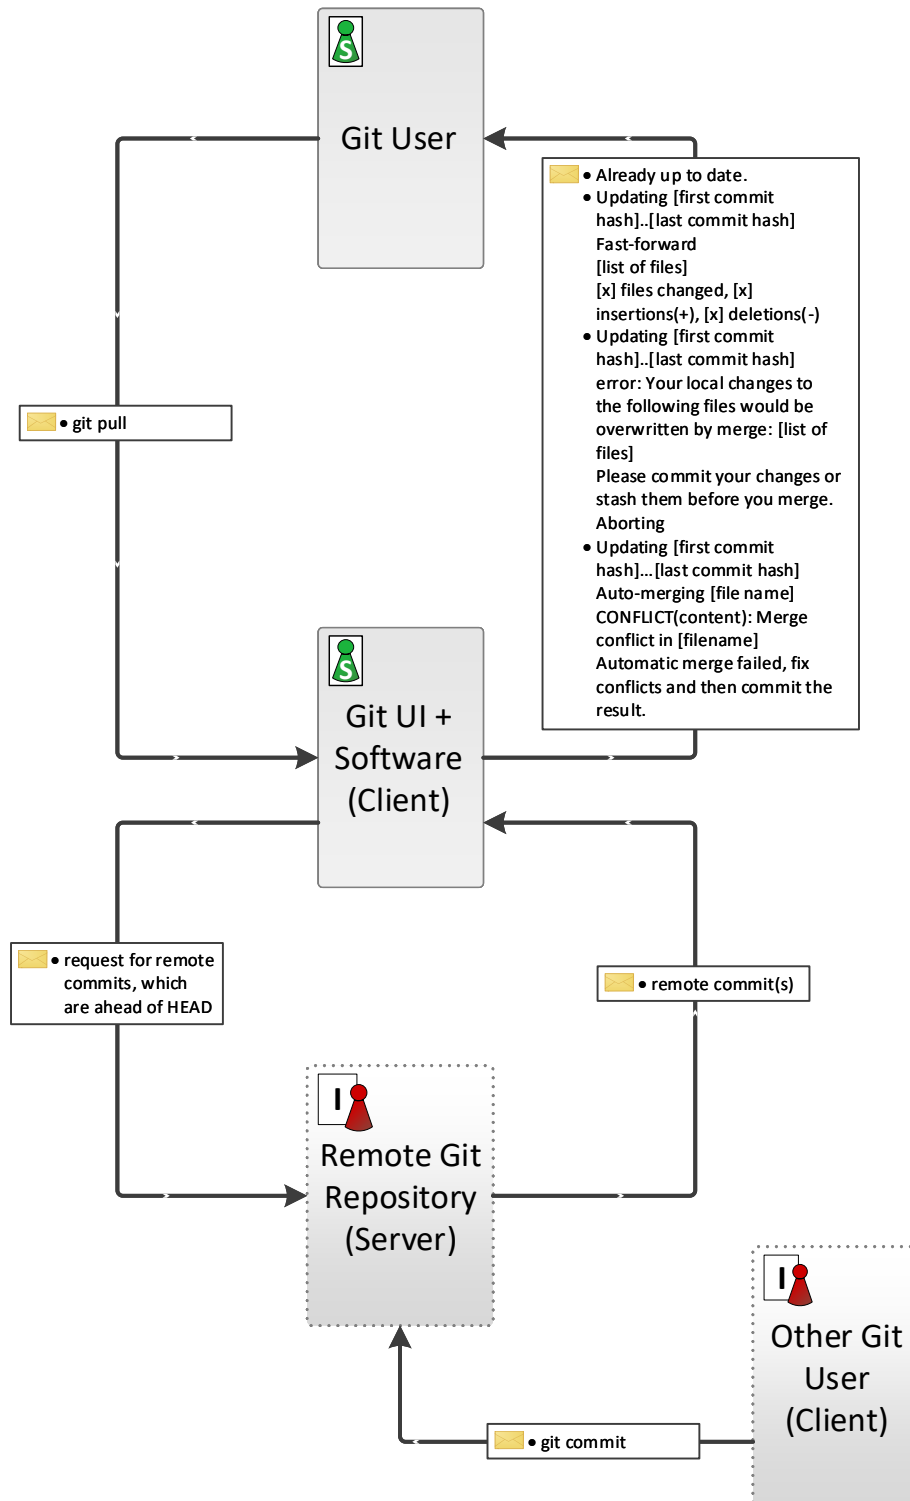 S
Git User
• Already up to date.
• Updating [first commit
hash]..[last commit hash]
Fast-forward
[list of files]
[x] files changed, [x]
insertions(+), [x] deletions(-)
• Updating [first commit
hash]..[last commit hash]
error: Your local changes to
the following files would be
overwritten by merge: [list of
files]
Please commit your changes or
stash them before you merge.
Aborting
• Updating [first commit
hash]...[last commit hash]
Auto-merging [file name]
CONFLICT(content): Merge
conflict in [filename]
Automatic merge failed, fix
conflicts and then commit the
result.
• git pull
S
Git UI +
Software
(Client)
• request for remote
commits, which
are ahead of HEAD
• remote commit(s)
I
Remote Git
Repository
(Server)
I
Other Git
User
(Client)
• git commit